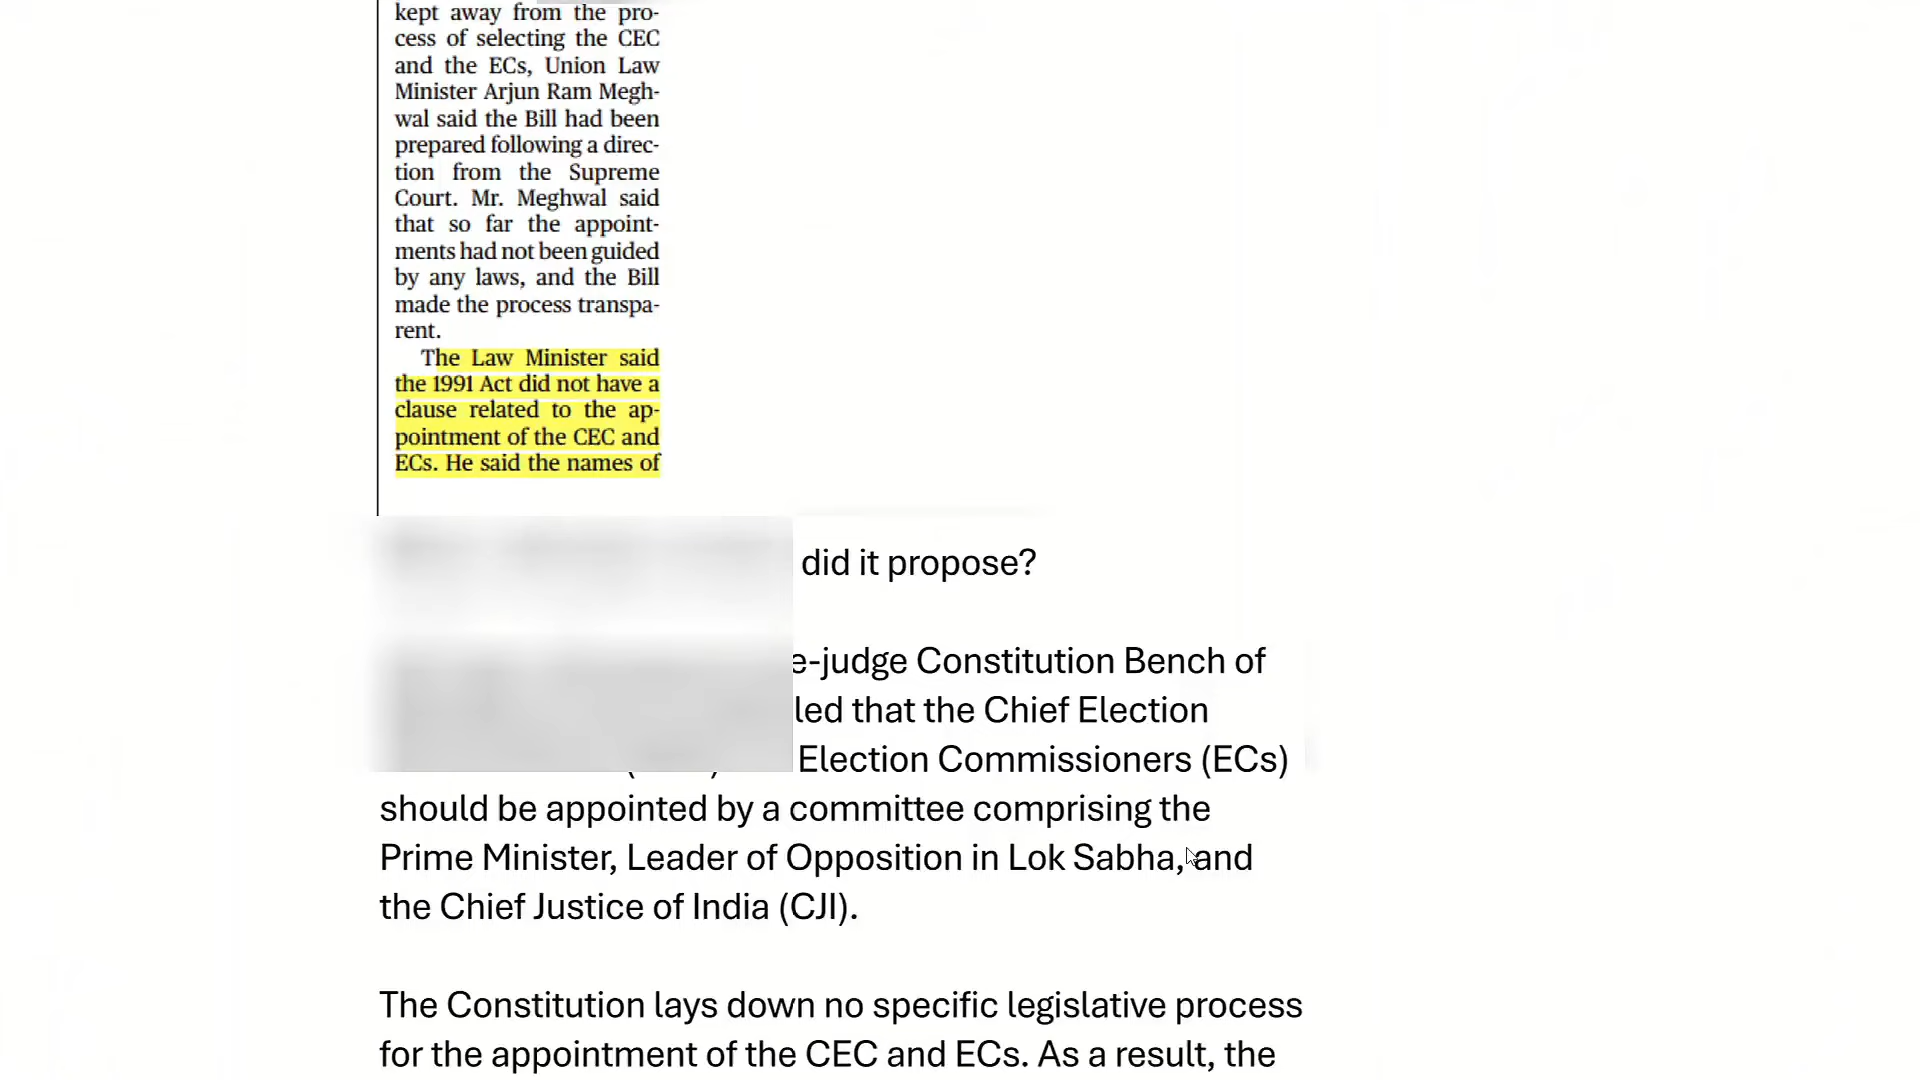 kept away from the pro-
cess of selecting the CEC
and the ECs, Union Law
Minister Arjun Ram Megh-
wal said the Bill had been
prepared following a direc-
tion from the Supreme
Court. Mr. Meghwal said
that so far the appoint-
ments had not been guided
by any laws, and the Bill
made the process transpa-
rent.
The Law Minister said
the 1991 Act did not have a
clause related to the ap-
pointment of the CEC and
ECs. He said the names of
did it propose?
e-judge Constitution Bench of
led that the Chief Election
Election Commissioners (ECs)
should be appointed by a committee comprising the
Prime Minister, Leader of Opposition in Lok Sabha, and
the Chief Justice of India (CJI).
The Constitution lays down no specific legislative process
for the appointment of the CEC and ECs. As a result, the